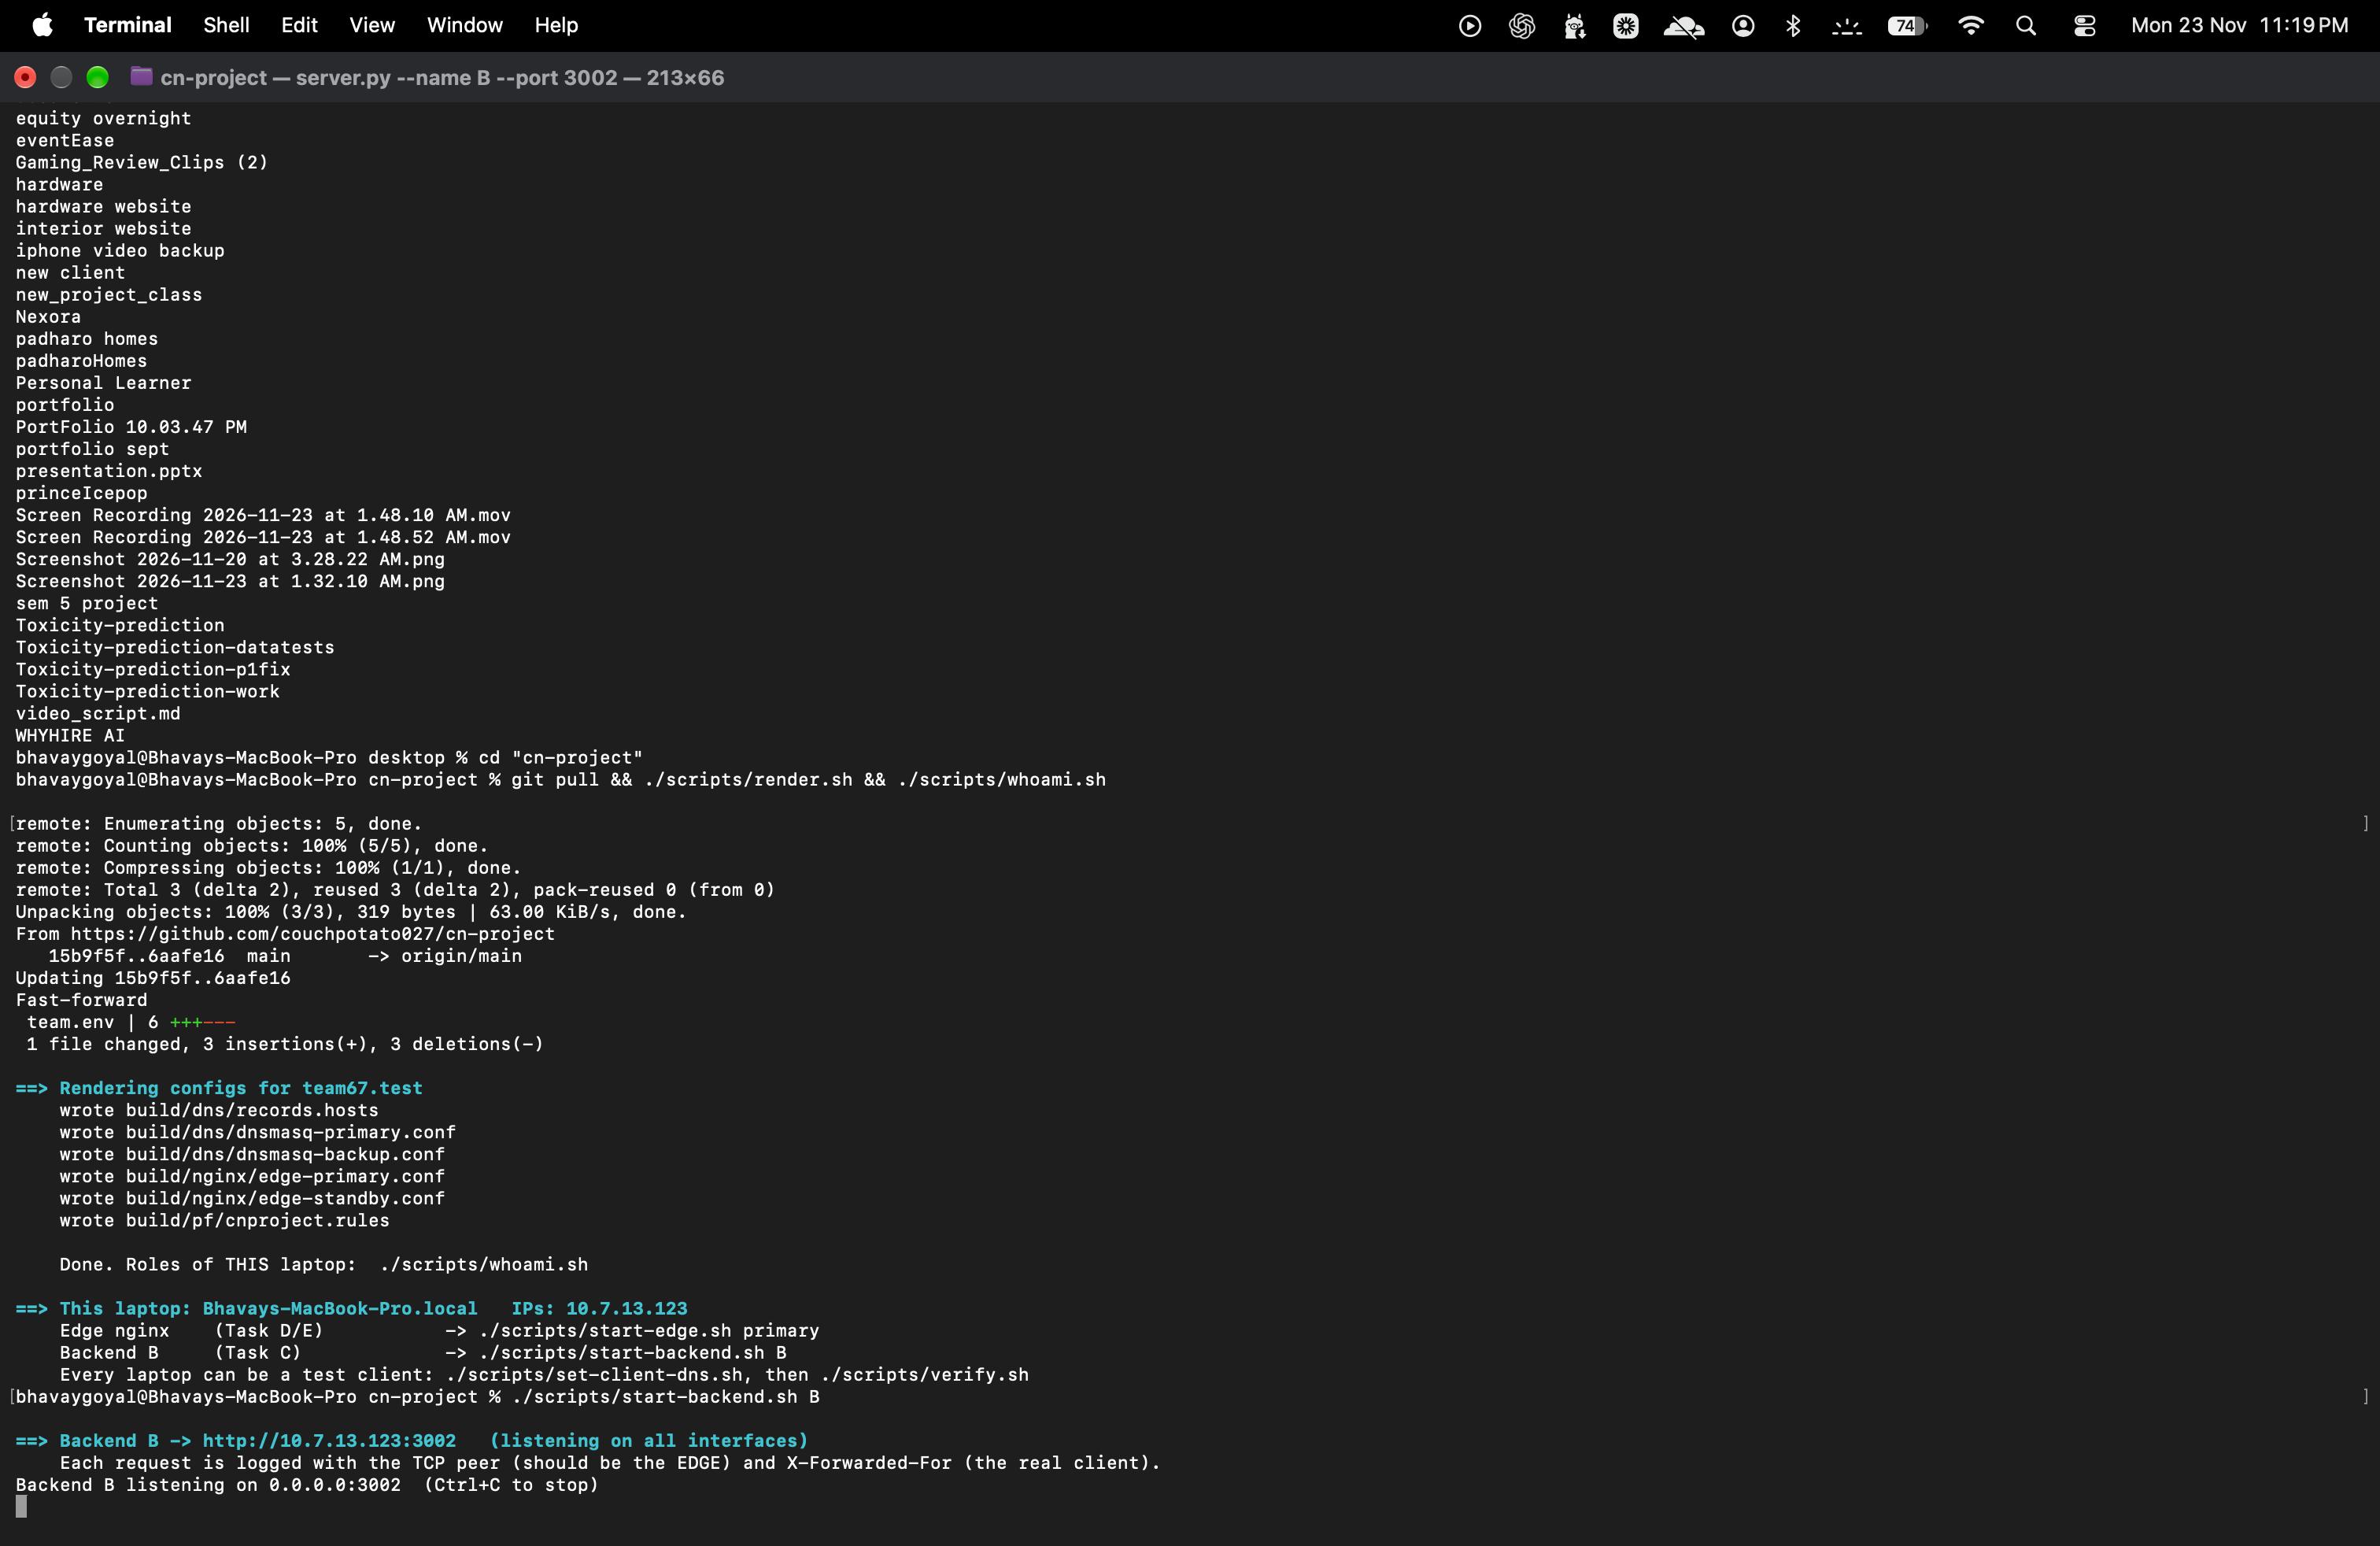 Terminal Shell Edit View Window Help 74 Mon 23 Nov 11:19 PM
cn-project — server.py --name B --port 3002 — 213×66
equity overnight
eventEase
Gaming_Review_Clips (2)
hardware
hardware website
interior website
iphone video backup
new client
new_project_class
Nexora
padharo homes
padharoHomes
Personal Learner
portfolio
PortFolio 10.03.47 PM
portfolio sept
presentation.pptx
princeIcepop
Screen Recording 2026-11-23 at 1.48.10 AM.mov
Screen Recording 2026-11-23 at 1.48.52 AM.mov
Screenshot 2026-11-20 at 3.28.22 AM.png
Screenshot 2026-11-23 at 1.32.10 AM.png
sem 5 project
Toxicity-prediction
Toxicity-prediction-datatests
Toxicity-prediction-p1fix
Toxicity-prediction-work
video_script.md
WHYHIRE AI
bhavaygoyal@Bhavays-MacBook-Pro desktop % cd "cn-project"
bhavaygoyal@Bhavays-MacBook-Pro cn-project % git pull && ./scripts/render.sh && ./scripts/whoami.sh
[remote: Enumerating objects: 5, done. ]
remote: Counting objects: 100% (5/5), done.
remote: Compressing objects: 100% (1/1), done.
remote: Total 3 (delta 2), reused 3 (delta 2), pack-reused 0 (from 0)
Unpacking objects: 100% (3/3), 319 bytes | 63.00 KiB/s, done.
From https://github.com/couchpotato027/cn-project
   15b9f5f..6aafe16  main       -> origin/main
Updating 15b9f5f..6aafe16
Fast-forward
 team.env | 6 +++---
 1 file changed, 3 insertions(+), 3 deletions(-)
==> Rendering configs for team67.test
    wrote build/dns/records.hosts
    wrote build/dns/dnsmasq-primary.conf
    wrote build/dns/dnsmasq-backup.conf
    wrote build/nginx/edge-primary.conf
    wrote build/nginx/edge-standby.conf
    wrote build/pf/cnproject.rules
    Done. Roles of THIS laptop:  ./scripts/whoami.sh
==> This laptop: Bhavays-MacBook-Pro.local   IPs: 10.7.13.123
    Edge nginx    (Task D/E)           -> ./scripts/start-edge.sh primary
    Backend B     (Task C)             -> ./scripts/start-backend.sh B
    Every laptop can be a test client: ./scripts/set-client-dns.sh, then ./scripts/verify.sh
[bhavaygoyal@Bhavays-MacBook-Pro cn-project % ./scripts/start-backend.sh B ]
==> Backend B -> http://10.7.13.123:3002   (listening on all interfaces)
    Each request is logged with the TCP peer (should be the EDGE) and X-Forwarded-For (the real client).
Backend B listening on 0.0.0.0:3002  (Ctrl+C to stop)